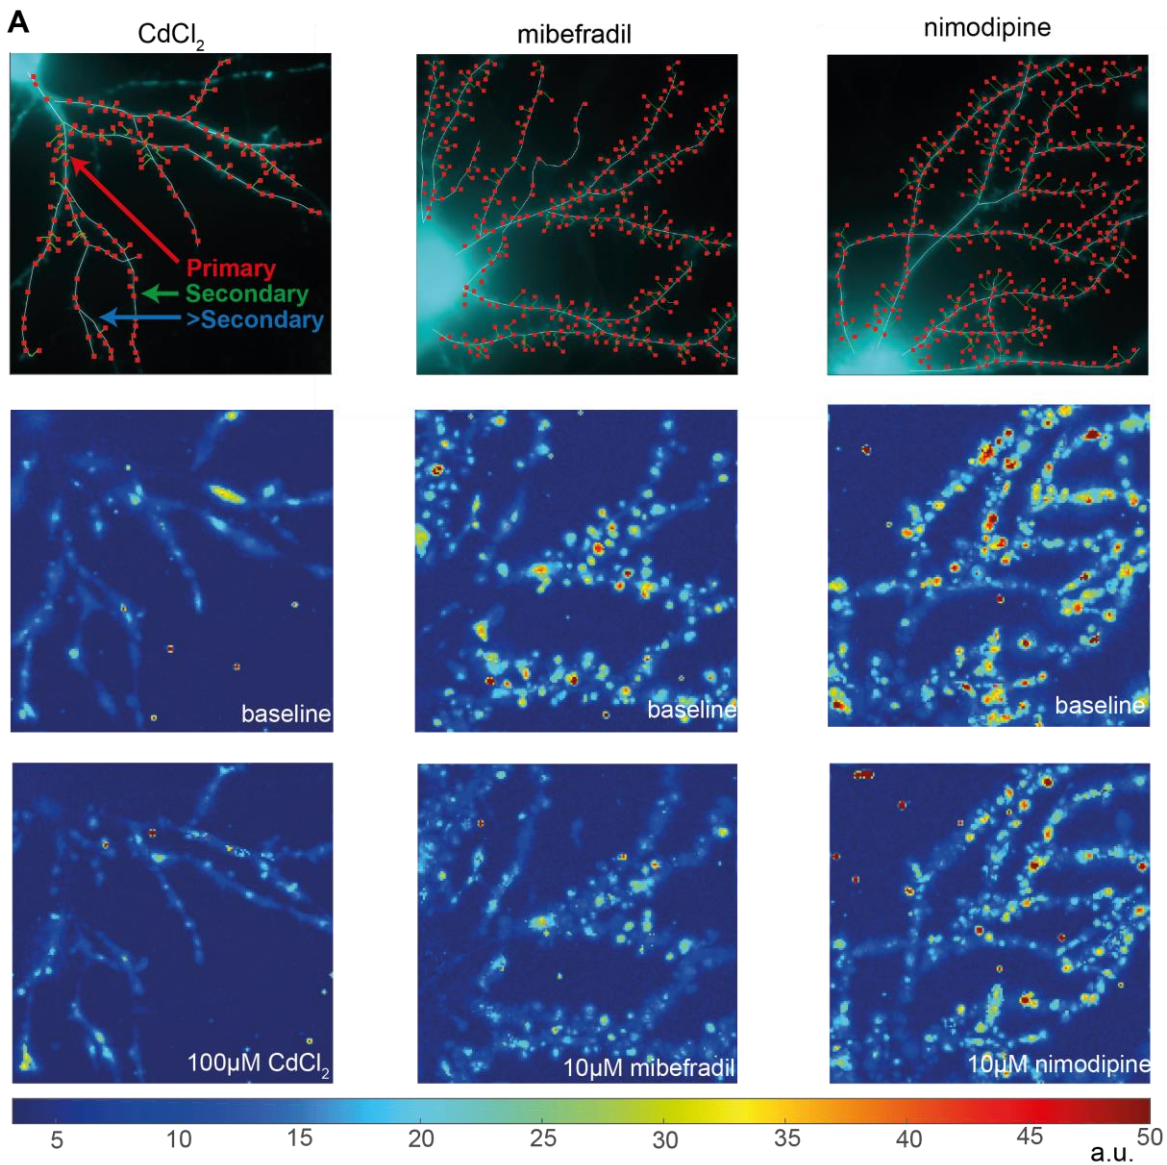 A
CdCl2
mibefradil
nimodipine
Primary
Secondary
>Secondary
baseline
baseline
baseline
100µM CdCl2
10µM mibefradil
10µM nimodipine
5 10 15 20 25 30 35 40 45 50
a.u.